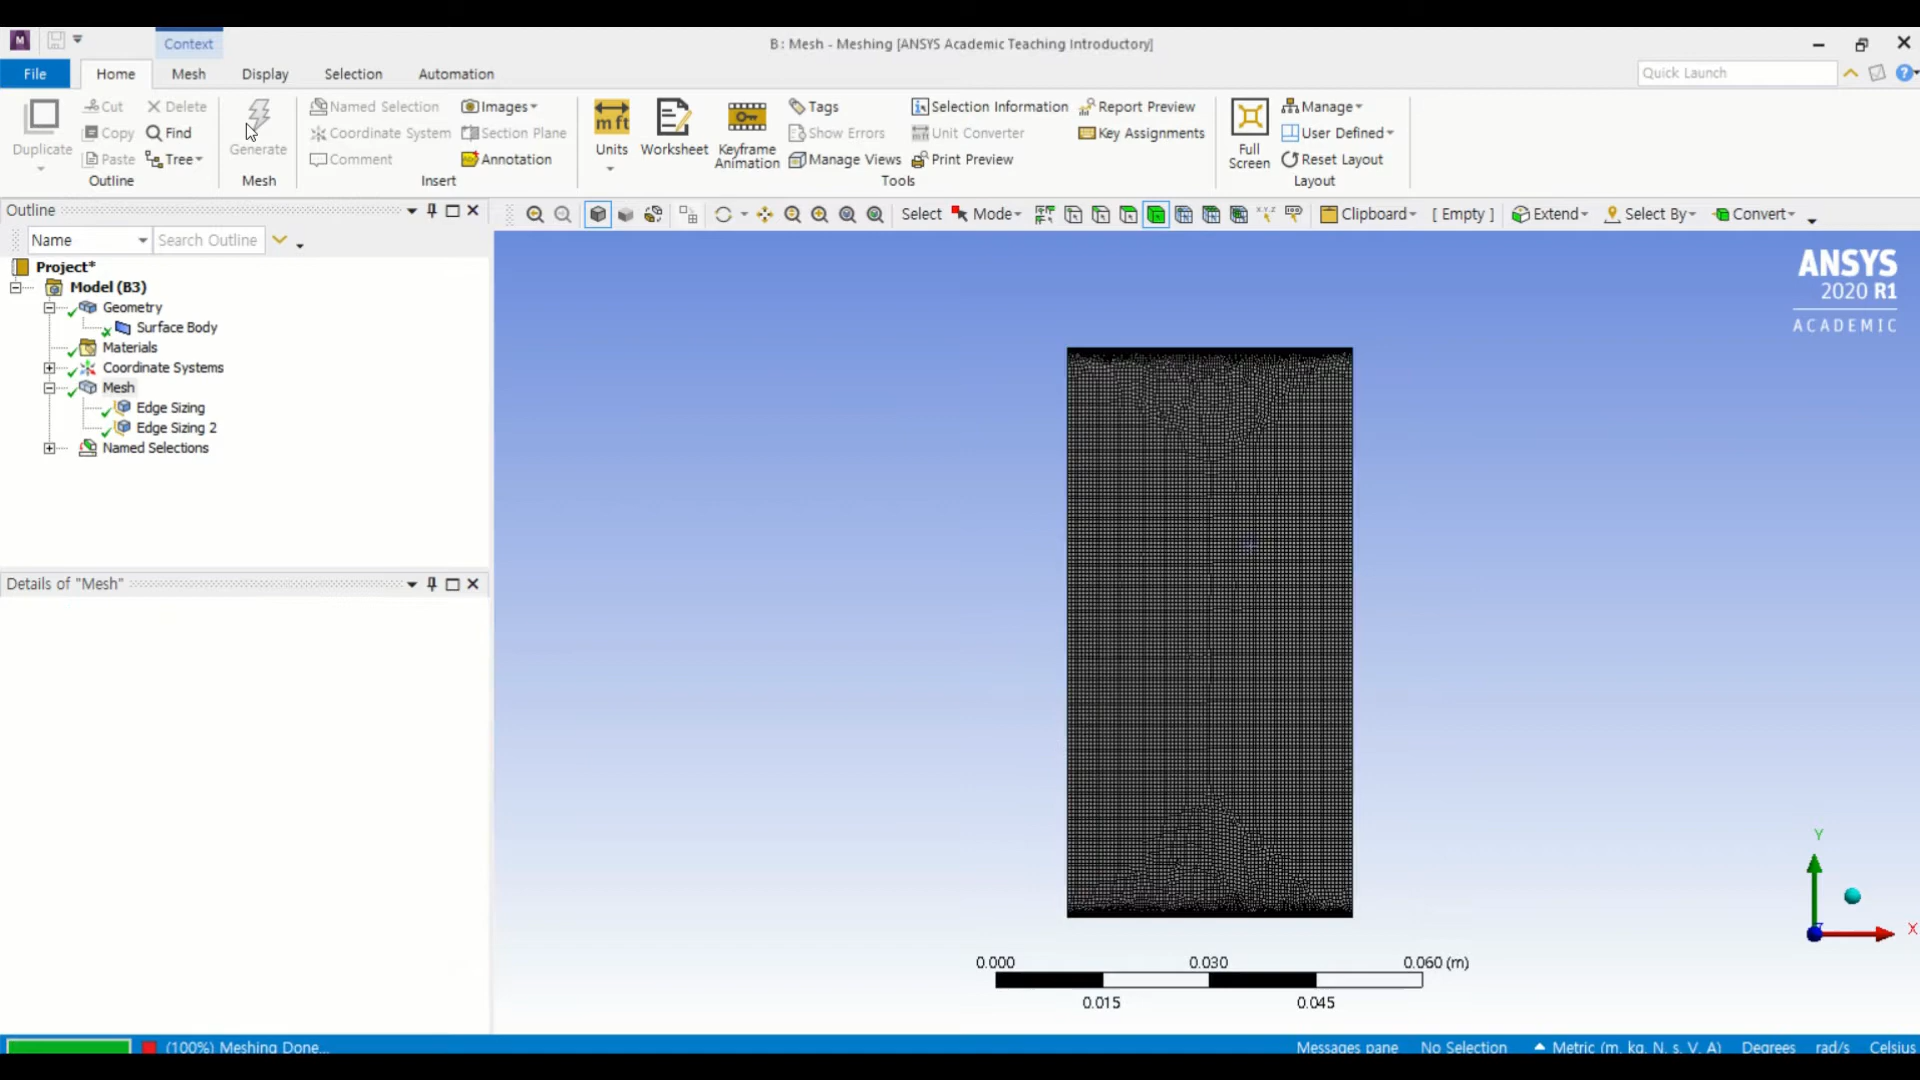 Context
B: Mesh - Meshing [ANSYS Academic Teaching Introductory]
File Home Mesh Display Selection Automation
Quick Launch
Duplicate
Cut
Copy
Paste
Delete
Find
Tree
Outline
Generate
Mesh
Named Selection
Coordinate System
Comment
Images
Section Plane
Annotation
Insert
Units
Worksheet
Keyframe
Animation
Tags
Show Errors
Manage Views
Selection Information
Unit Converter
Print Preview
Report Preview
Key Assignments
Tools
Full
Screen
Manage
User Defined
Reset Layout
Layout
Outline
Select Mode Clipboard [ Empty ] Extend Select By Convert
Name Search Outline
Project*
Model (B3)
Geometry
Surface Body
Materials
Coordinate Systems
Mesh
Edge Sizing
Edge Sizing 2
Named Selections
Details of "Mesh"
ANSYS
2020 R1
ACADEMIC
Y
X
0.000 0.030 0.060 (m)
0.015 0.045
(100%) Meshing Done...
Messages pane No Selection Metric (m, kg, N, s, V, A) Degrees rad/s Celsius